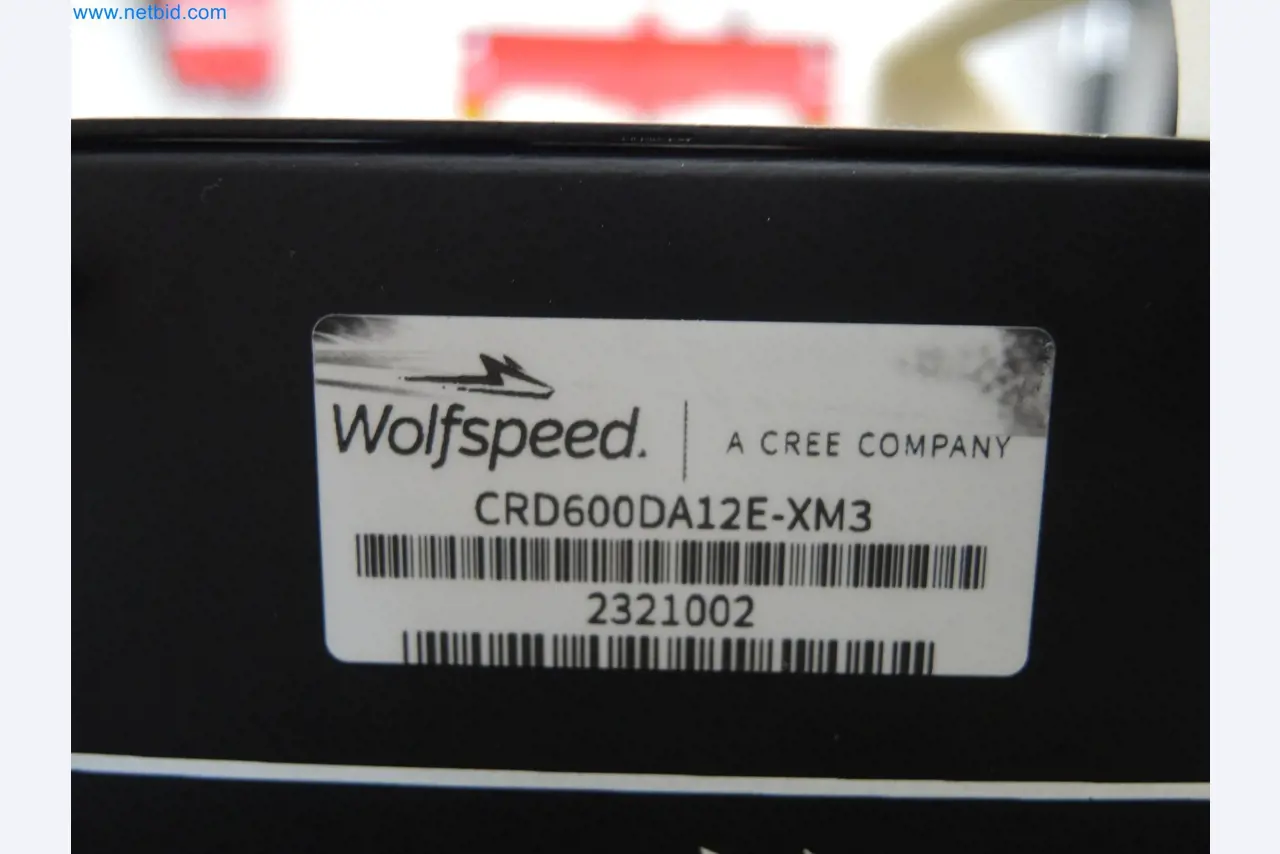 www.netbid.com
Wolfspeed. | A CREE COMPANY
CRD600DA12E-XM3
2321002